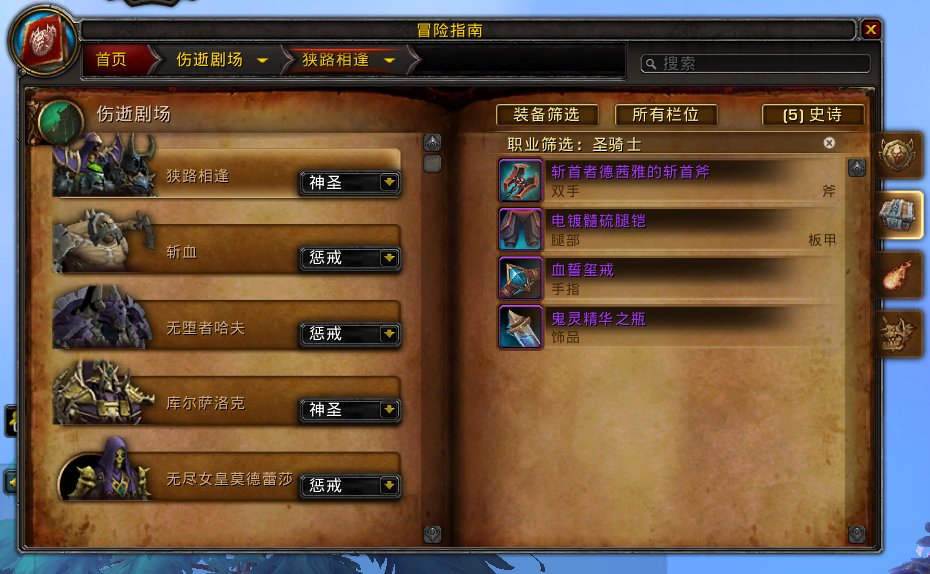 冒险指南
首页
伤逝剧场
狭路相逢
搜索
伤逝剧场
狭路相逢
神圣
斩血
惩戒
无堕者哈夫
惩戒
库尔萨洛克
神圣
无尽女皇莫德蕾莎
惩戒
装备筛选
所有栏位
(5) 史诗
职业筛选：圣骑士
斩首者德茜雅的斩首斧
双手
斧
电镀髓硫腿铠
腿部
板甲
血誓玺戒
手指
鬼灵精华之瓶
饰品